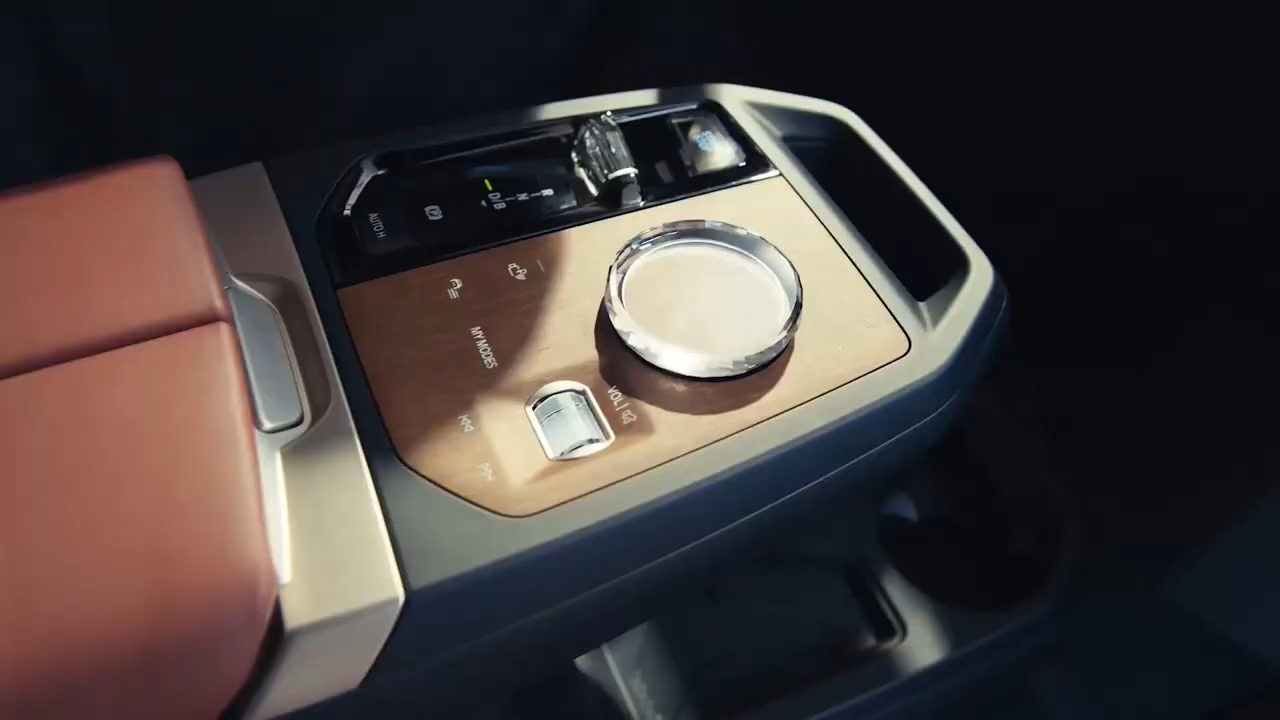 R
N
D/B
P
AUTO H
MY MODES
VOL